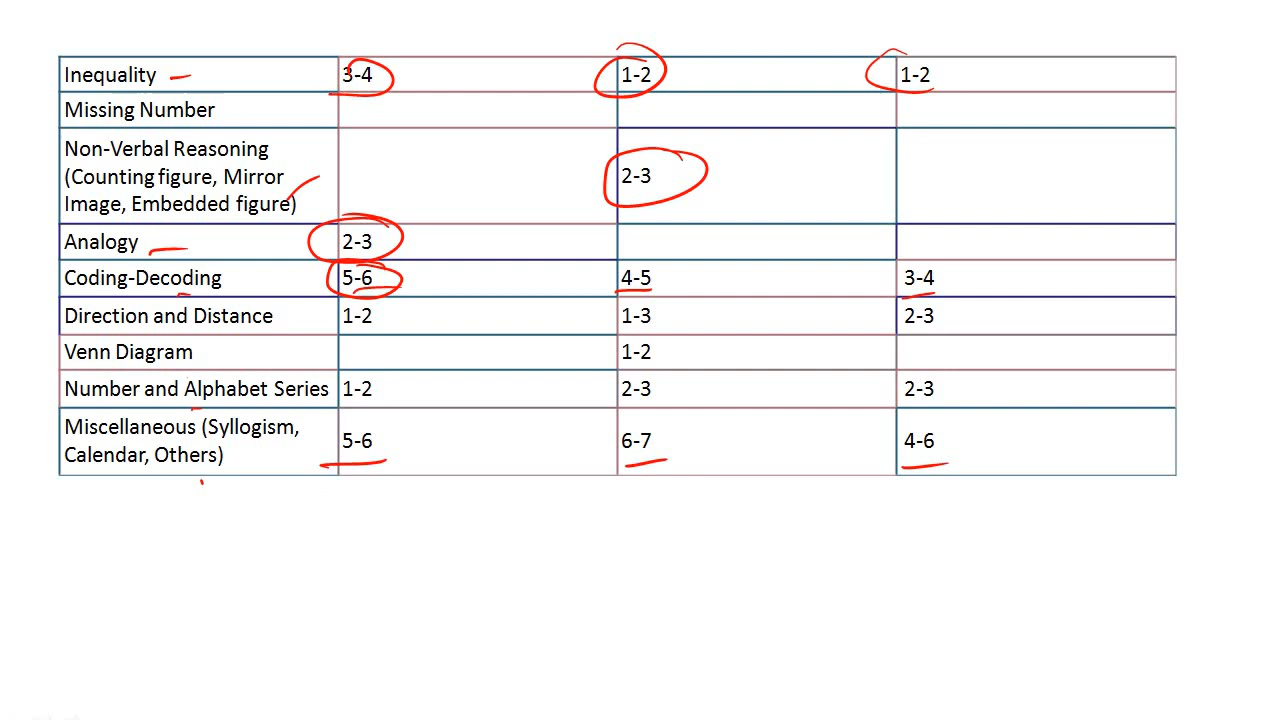 Inequality 3-4 1-2 1-2
Missing Number
Non-Verbal Reasoning
(Counting figure, Mirror 2-3
Image, Embedded figure)
Analogy 2-3
Coding-Decoding 5-6 4-5 3-4
Direction and Distance 1-2 1-3 2-3
Venn Diagram 1-2
Number and Alphabet Series 1-2 2-3 2-3
Miscellaneous (Syllogism,
Calendar, Others) 5-6 6-7 4-6